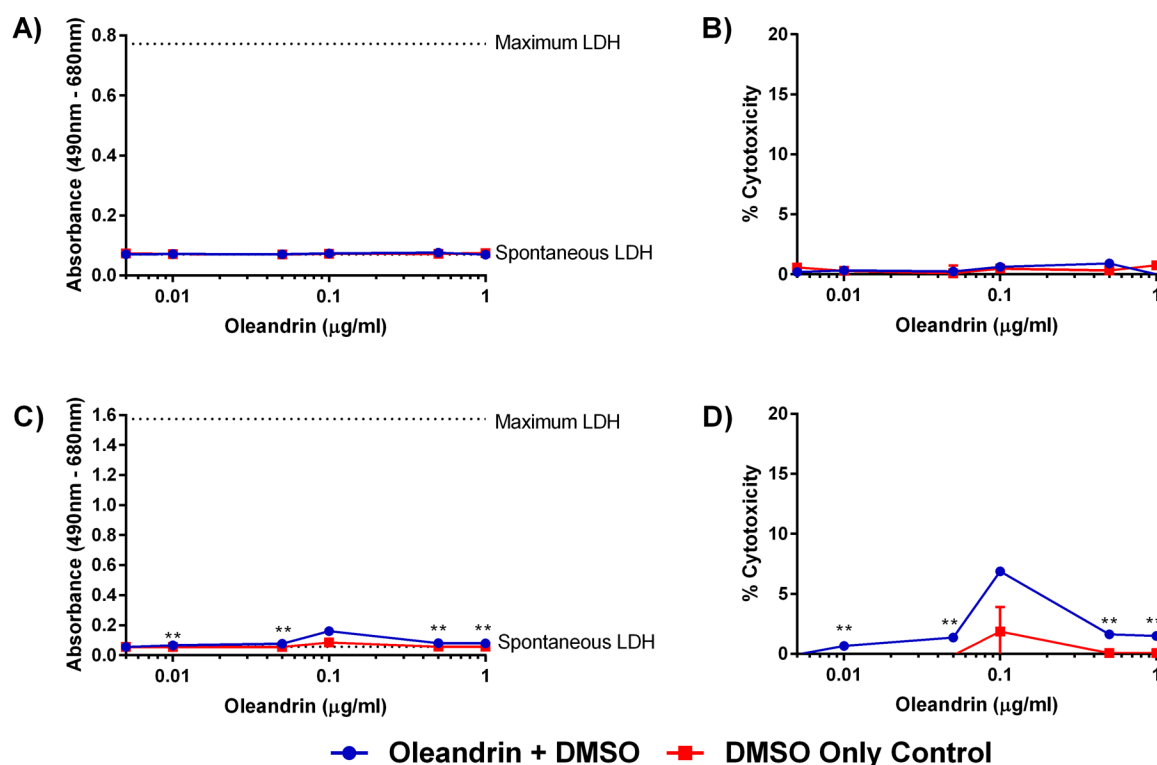 A)
Absorbance (490nm - 680nm)
0.8
0.6
0.4
0.2
0.0
Maximum LDH
Spontaneous LDH
0.01
0.1
1
Oleandrin (μg/ml)
B)
% Cytotoxicity
20
15
10
5
0
0.01
0.1
1
Oleandrin (μg/ml)
C)
Absorbance (490nm - 680nm)
1.6
1.4
1.2
1.0
0.8
0.6
0.4
0.2
0.0
Maximum LDH
** ** ** **
Spontaneous LDH
0.01
0.1
1
Oleandrin (μg/ml)
D)
% Cytotoxicity
20
15
10
5
0
** ** ** **
0.01
0.1
1
Oleandrin (μg/ml)
Oleandrin + DMSO
DMSO Only Control